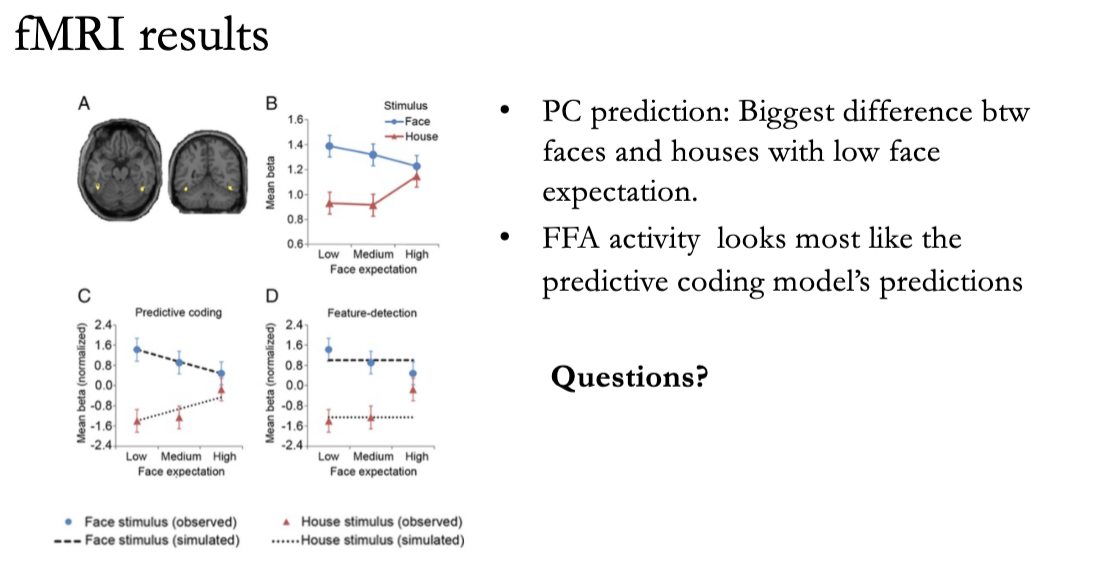 fMRI results
A
B
Stimulus
Face
House
1.6
1.4
1.2
1.0
0.8
0.6
Mean beta
Low Medium High
Face expectation
C
Predictive coding
2.4
1.6
0.8
0.0
-0.8
-1.6
-2.4
Mean beta (normalized)
Low Medium High
Face expectation
D
Feature-detection
2.4
1.6
0.8
0.0
-0.8
-1.6
-2.4
Mean beta (normalized)
Low Medium High
Face expectation
Face stimulus (observed)
House stimulus (observed)
Face stimulus (simulated)
House stimulus (simulated)
• PC prediction: Biggest difference btw
faces and houses with low face
expectation.
• FFA activity looks most like the
predictive coding model’s predictions
Questions?